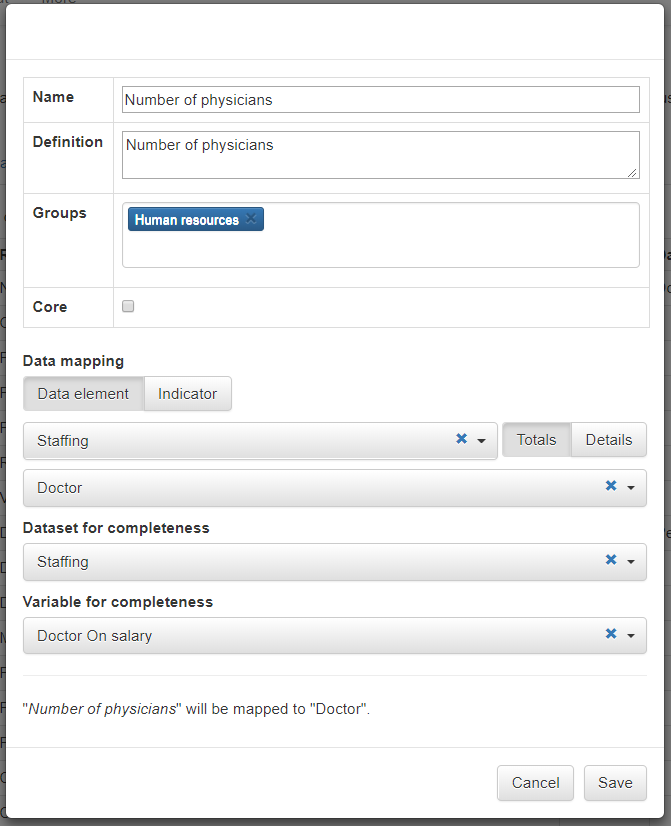 Name
Number of physicians
Definition
Number of physicians
Groups
Human resources
Core
Data mapping
Data element Indicator
Staffing Totals Details
Doctor
Dataset for completeness
Staffing
Variable for completeness
Doctor On salary
"Number of physicians" will be mapped to "Doctor".
Cancel Save